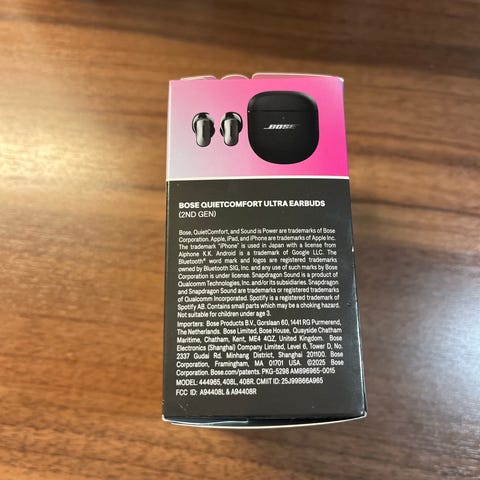 BOSE
BOSE QUIETCOMFORT ULTRA EARBUDS
(2ND GEN)
Bose, QuietComfort, and Sound is Power are trademarks of Bose
Corporation. Apple, iPad, and iPhone are trademarks of Apple Inc.
The trademark "iPhone" is used in Japan with a license from
Aiphone K.K. Android is a trademark of Google LLC. The
Bluetooth® word mark and logos are registered trademarks
owned by Bluetooth SIG, Inc. and any use of such marks by Bose
Corporation is under license. Snapdragon Sound is a product of
Qualcomm Technologies, Inc. and/or its subsidiaries. Snapdragon
and Snapdragon Sound are trademarks or registered trademarks
of Qualcomm Incorporated. Spotify is a registered trademark of
Spotify AB. Contains small parts which may be a choking hazard.
Not suitable for children under age 3.
Importers: Bose Products B.V., Gorslaan 60, 1441 RG Purmerend,
The Netherlands. Bose Limited, Bose House, Quayside Chatham
Maritime, Chatham, Kent, ME4 4QZ, United Kingdom. Bose
Electronics (Shanghai) Company Limited, Level 6, Tower D, No.
2337 Gudai Rd. Minhang District, Shanghai 201100. Bose
Corporation, Framingham, MA 01701 USA. ©2025 Bose
Corporation. Bose.com/patents. PKG-5298 AM896965-0015
MODEL: 444965, 408L, 408R. CMIIT ID: 25J99B66A965
FCC ID: A94408L & A94408R